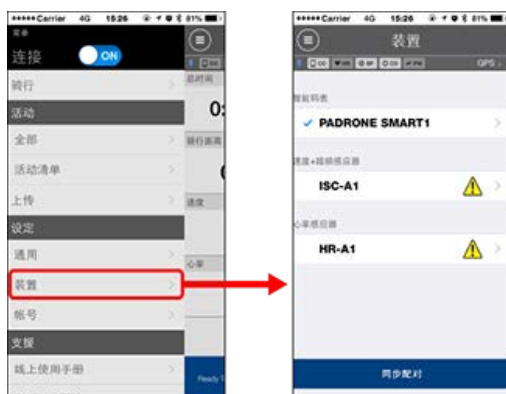 ●●●●●Carrier 4G 15:26 81%
菜单
连接 ON
骑行
活动
全部
活动清单
上传
设定
通用
装置
帐号
支援
线上使用手册
总时间
0:
骑行距离
速度
心率
Ready T
●●●●●Carrier 4G 15:26 81%
装置
GPS
智能码表
PADRONE SMART1
速度+踏频感应器
ISC-A1
心率感应器
HR-A1
同步配对